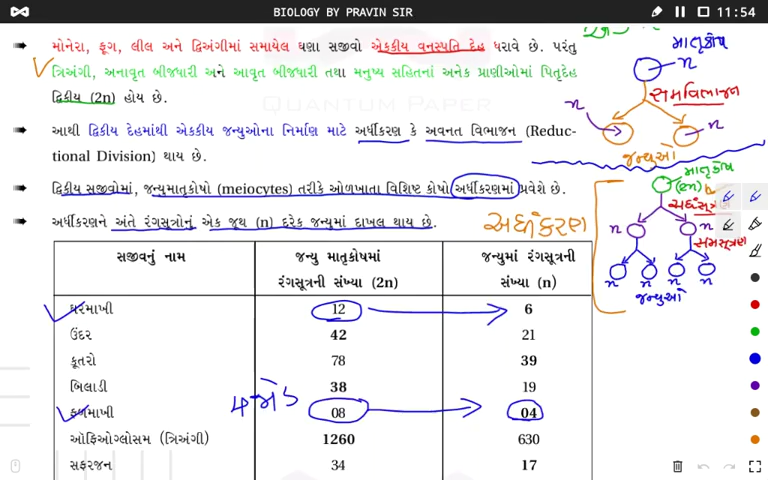 BIOLOGY BY PRAVIN SIR
11:54
મોનેરા, ફૂગ, લીલ અને દ્વિઅંગીમાં સમાયેલ ઘણા સજીવો એકકીય વનસ્પતિ દેહ ધરાવે છે. પરંતુ
ત્રિઅંગી, અનાવૃત બીજધારી અને આવૃત બીજધારી તથા મનુષ્ય સહિતનાં અનેક પ્રાણીઓમાં પિતૃદેહ
દ્વિકીય (2n) હોય છે.
QUANTUM PAPER
આથી દ્વિકીય દેહમાંથી એકકીય જન્યુઓના નિર્માણ માટે અર્ધીકરણ કે અવનત વિભાજન (Reduc-
tional Division) થાય છે.
દ્વિકીય સજીવોમાં, જન્યુમાતૃકોષો (meiocytes) તરીકે ઓળખાતા વિશિષ્ટ કોષો અર્ધીકરણમાં પ્રવેશે છે.
અર્ધીકરણને અંતે રંગસૂત્રોનું એક જૂથ (n) દરેક જન્યુમાં દાખલ થાય છે.
અર્ધીકરણ
માતૃકોષ
n
સમવિભાજન
n
n
જન્યુઓ
માતૃકોષ
(2n)
n
n
સમસૂત્રણ
n n n n
જન્યુઓ
સજીવનું નામ જન્યુ માતૃકોષમાં રંગસૂત્રની સંખ્યા (2n) જન્યુમાં રંગસૂત્રની સંખ્યા (n)
ઘરમાખી 12 6
ઉંદર 42 21
કૂતરો 78 39
બિલાડી 38 19
4 જોડ
ફળમાખી 08 04
ઓફિઓગ્લોસમ (ત્રિઅંગી) 1260 630
સફરજન 34 17